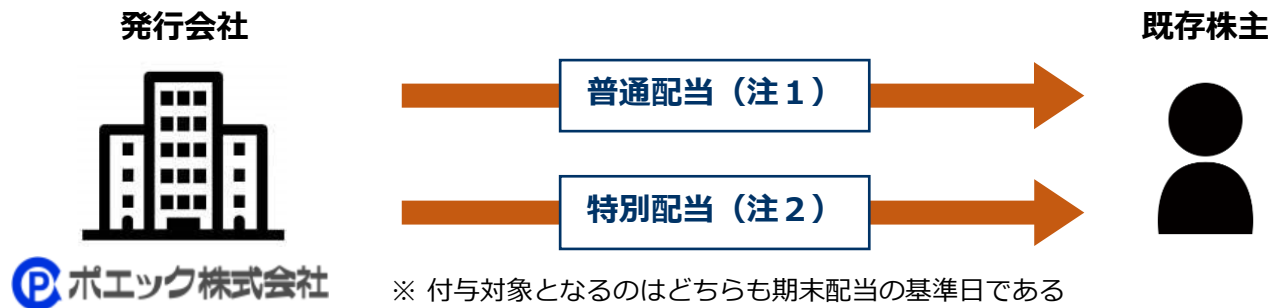 発行会社
既存株主
普通配当（注１）
特別配当（注２）
P ポエック株式会社
※ 付与対象となるのはどちらも期末配当の基準日である